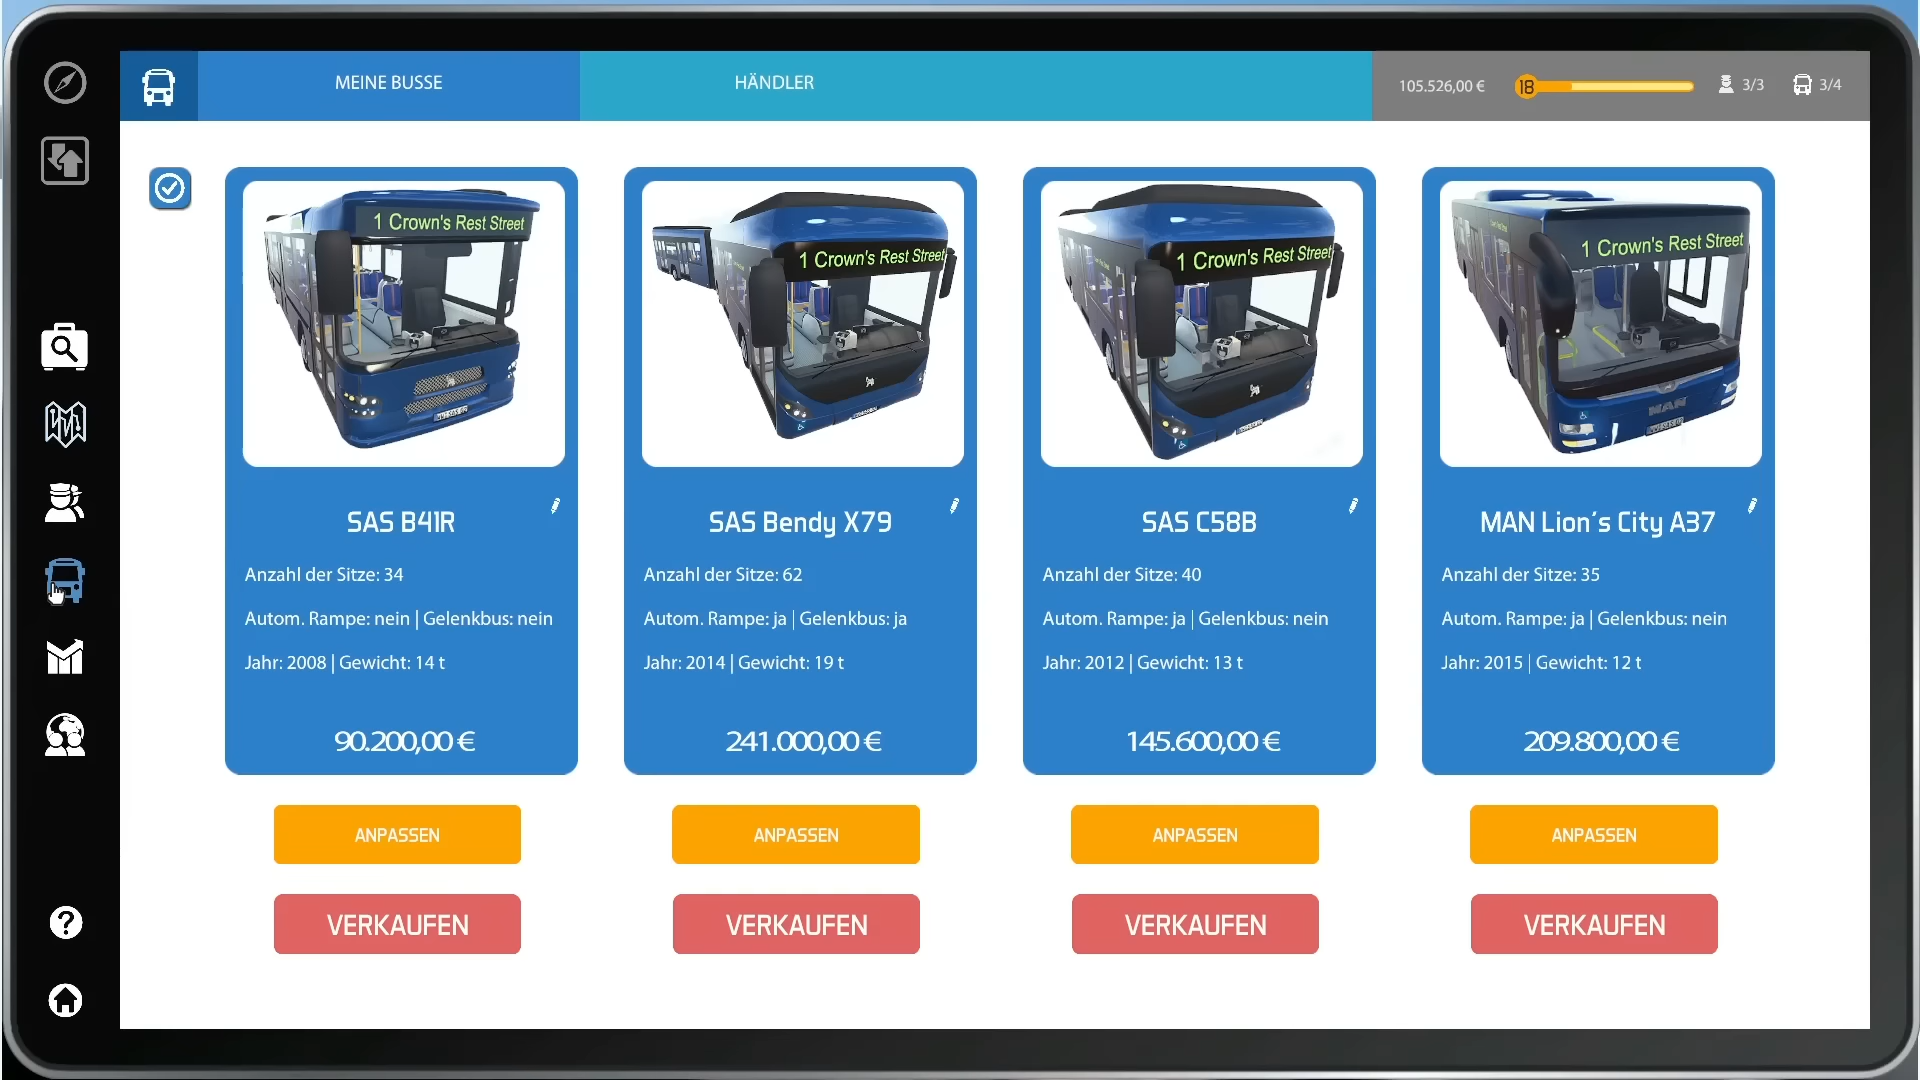 MEINE BUSSE
HÄNDLER
105.526,00 €
18
3/3
3/4
1 Crown's Rest Street
1 Crown's Rest Street
1 Crown's Rest Street
1 Crown's Rest Street
MAN
SAS B41R
SAS Bendy X79
SAS C58B
MAN Lion´s City A37
Anzahl der Sitze: 34
Anzahl der Sitze: 62
Anzahl der Sitze: 40
Anzahl der Sitze: 35
Autom. Rampe: nein | Gelenkbus: nein
Autom. Rampe: ja | Gelenkbus: ja
Autom. Rampe: ja | Gelenkbus: nein
Autom. Rampe: ja | Gelenkbus: nein
Jahr: 2008 | Gewicht: 14 t
Jahr: 2014 | Gewicht: 19 t
Jahr: 2012 | Gewicht: 13 t
Jahr: 2015 | Gewicht: 12 t
90.200,00 €
241.000,00 €
145.600,00 €
209.800,00 €
ANPASSEN
ANPASSEN
ANPASSEN
ANPASSEN
VERKAUFEN
VERKAUFEN
VERKAUFEN
VERKAUFEN